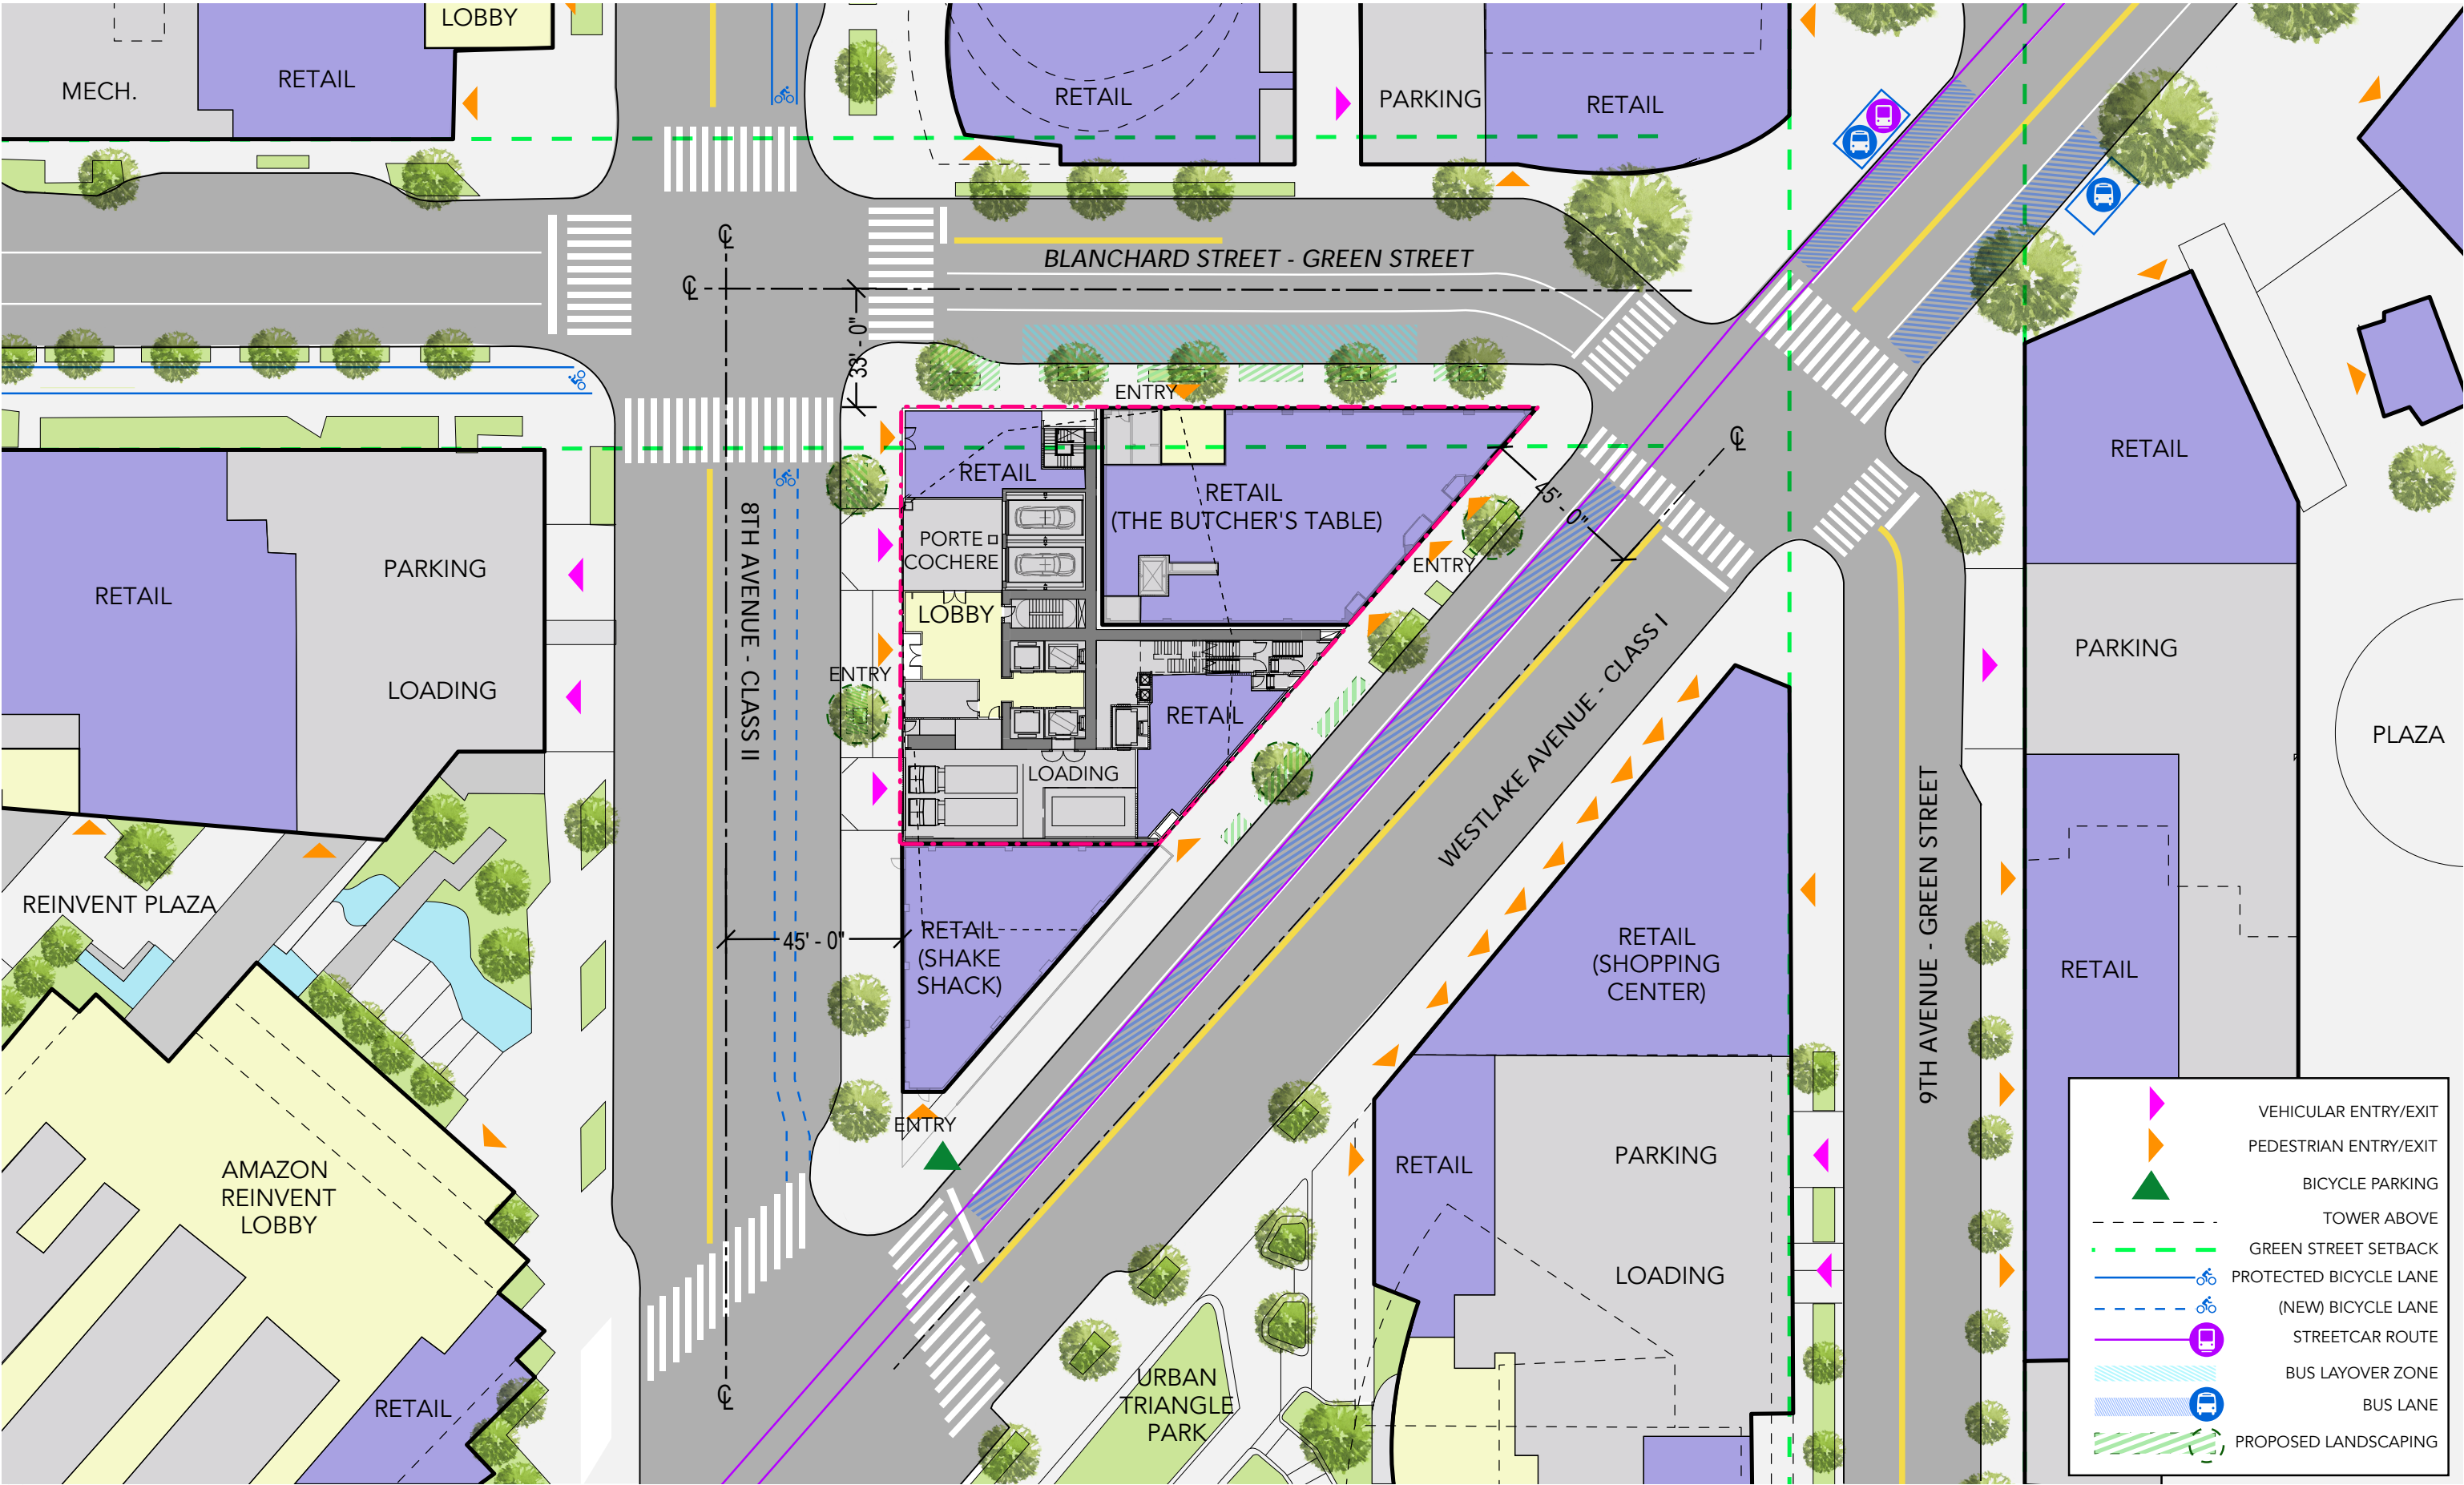 LOBBY
MECH.
RETAIL
RETAIL
PARKING
RETAIL
℄
BLANCHARD STREET - GREEN STREET
℄
33' - 0"
ENTRY
℄
RETAIL
RETAIL
RETAIL
(THE BUTCHER'S TABLE)
45' - 0"
8TH AVENUE - CLASS II
PORTE
COCHERE
ENTRY
PARKING
RETAIL
LOBBY
WESTLAKE AVENUE - CLASS I
PARKING
ENTRY
LOADING
RETAIL
PLAZA
LOADING
9TH AVENUE - GREEN STREET
REINVENT PLAZA
45' - 0"
RETAIL
(SHAKE
SHACK)
RETAIL
(SHOPPING
CENTER)
RETAIL
ENTRY
AMAZON
REINVENT
LOBBY
RETAIL
PARKING
LOADING
℄
RETAIL
URBAN
TRIANGLE
PARK
VEHICULAR ENTRY/EXIT
PEDESTRIAN ENTRY/EXIT
BICYCLE PARKING
TOWER ABOVE
GREEN STREET SETBACK
PROTECTED BICYCLE LANE
(NEW) BICYCLE LANE
STREETCAR ROUTE
BUS LAYOVER ZONE
BUS LANE
PROPOSED LANDSCAPING